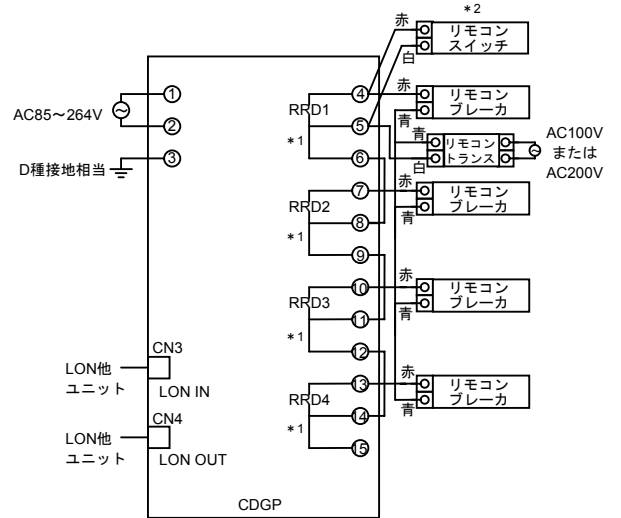 *2
赤
リモコン
スイッチ
白
①
④
赤
リモコン
ブレーカ
青
RRD1
AC85～264V
②
⑤
*1
青
リモコン
トランス
白
AC100V
または
AC200V
③
⑥
D種接地相当
⑦
赤
リモコン
ブレーカ
青
RRD2
⑧
*1
⑨
⑩
赤
リモコン
ブレーカ
青
RRD3
⑪
*1
⑫
CN3
LON他
ユニット
LON IN
⑬
赤
リモコン
ブレーカ
青
RRD4
⑭
*1
⑮
CN4
LON他
ユニット
LON OUT
CDGP